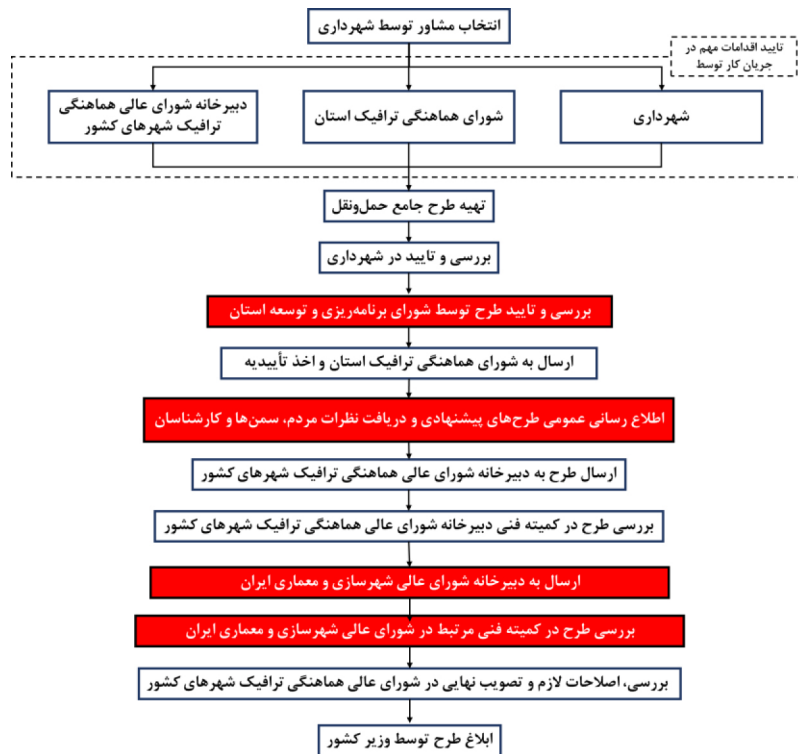 انتخاب مشاور توسط شهرداری
تایید اقدامات مهم در
جریان کار توسط
شهرداری
شورای هماهنگی ترافیک استان
دبیرخانه شورای عالی هماهنگی
ترافیک شهرهای کشور
تهیه طرح جامع حمل‌ونقل
بررسی و تایید در شهرداری
بررسی و تایید طرح توسط شورای برنامه‌ریزی و توسعه استان
ارسال به شورای هماهنگی ترافیک استان و اخذ تأییدیه
اطلاع رسانی عمومی طرح‌های پیشنهادی و دریافت نظرات مردم، سمن‌ها و کارشناسان
ارسال طرح به دبیرخانه شورای عالی هماهنگی ترافیک شهرهای کشور
بررسی طرح در کمیته فنی دبیرخانه شورای عالی هماهنگی ترافیک شهرهای کشور
ارسال به دبیرخانه شورای عالی شهرسازی و معماری ایران
بررسی طرح در کمیته فنی مرتبط در شورای عالی شهرسازی و معماری ایران
بررسی، اصلاحات لازم و تصویب نهایی در شورای عالی هماهنگی ترافیک شهرهای کشور
ابلاغ طرح توسط وزیر کشور